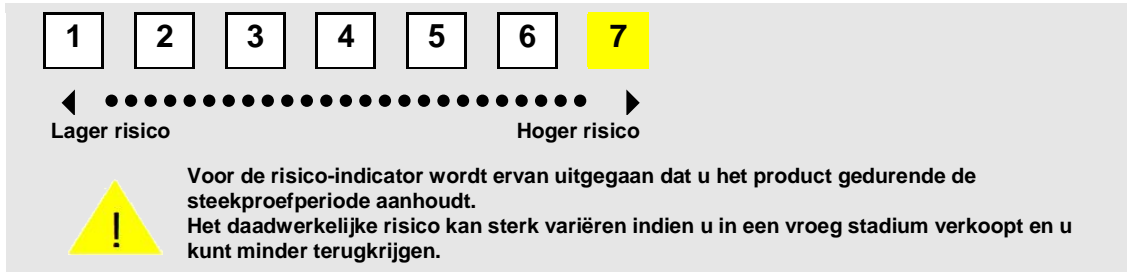 1 2 3 4 5 6 7
Lager risico Hoger risico
!
Voor de risico-indicator wordt ervan uitgegaan dat u het product gedurende de
steekproefperiode aanhoudt.
Het daadwerkelijke risico kan sterk variëren indien u in een vroeg stadium verkoopt en u
kunt minder terugkrijgen.